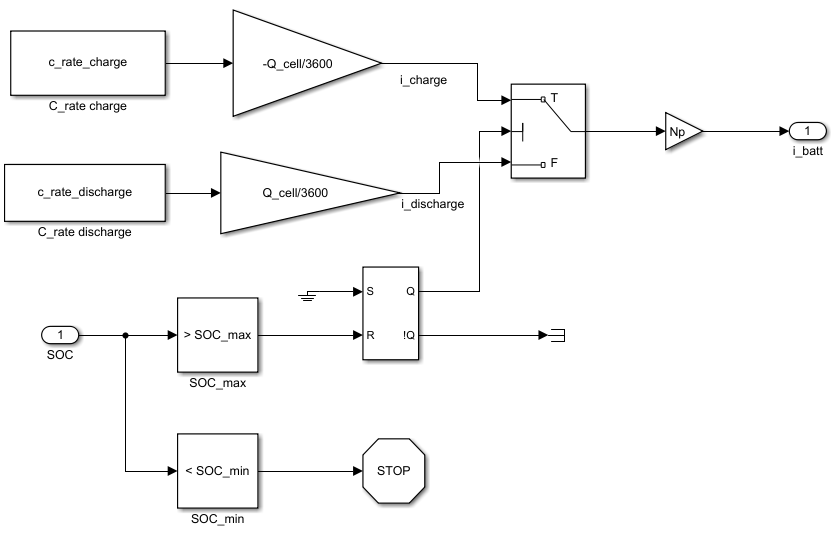 c_rate_charge
C_rate charge
-Q_cell/3600
i_charge
T
F
Np
1
i_batt
c_rate_discharge
C_rate discharge
Q_cell/3600
i_discharge
S
Q
R
!Q
1
SOC
> SOC_max
SOC_max
< SOC_min
SOC_min
STOP